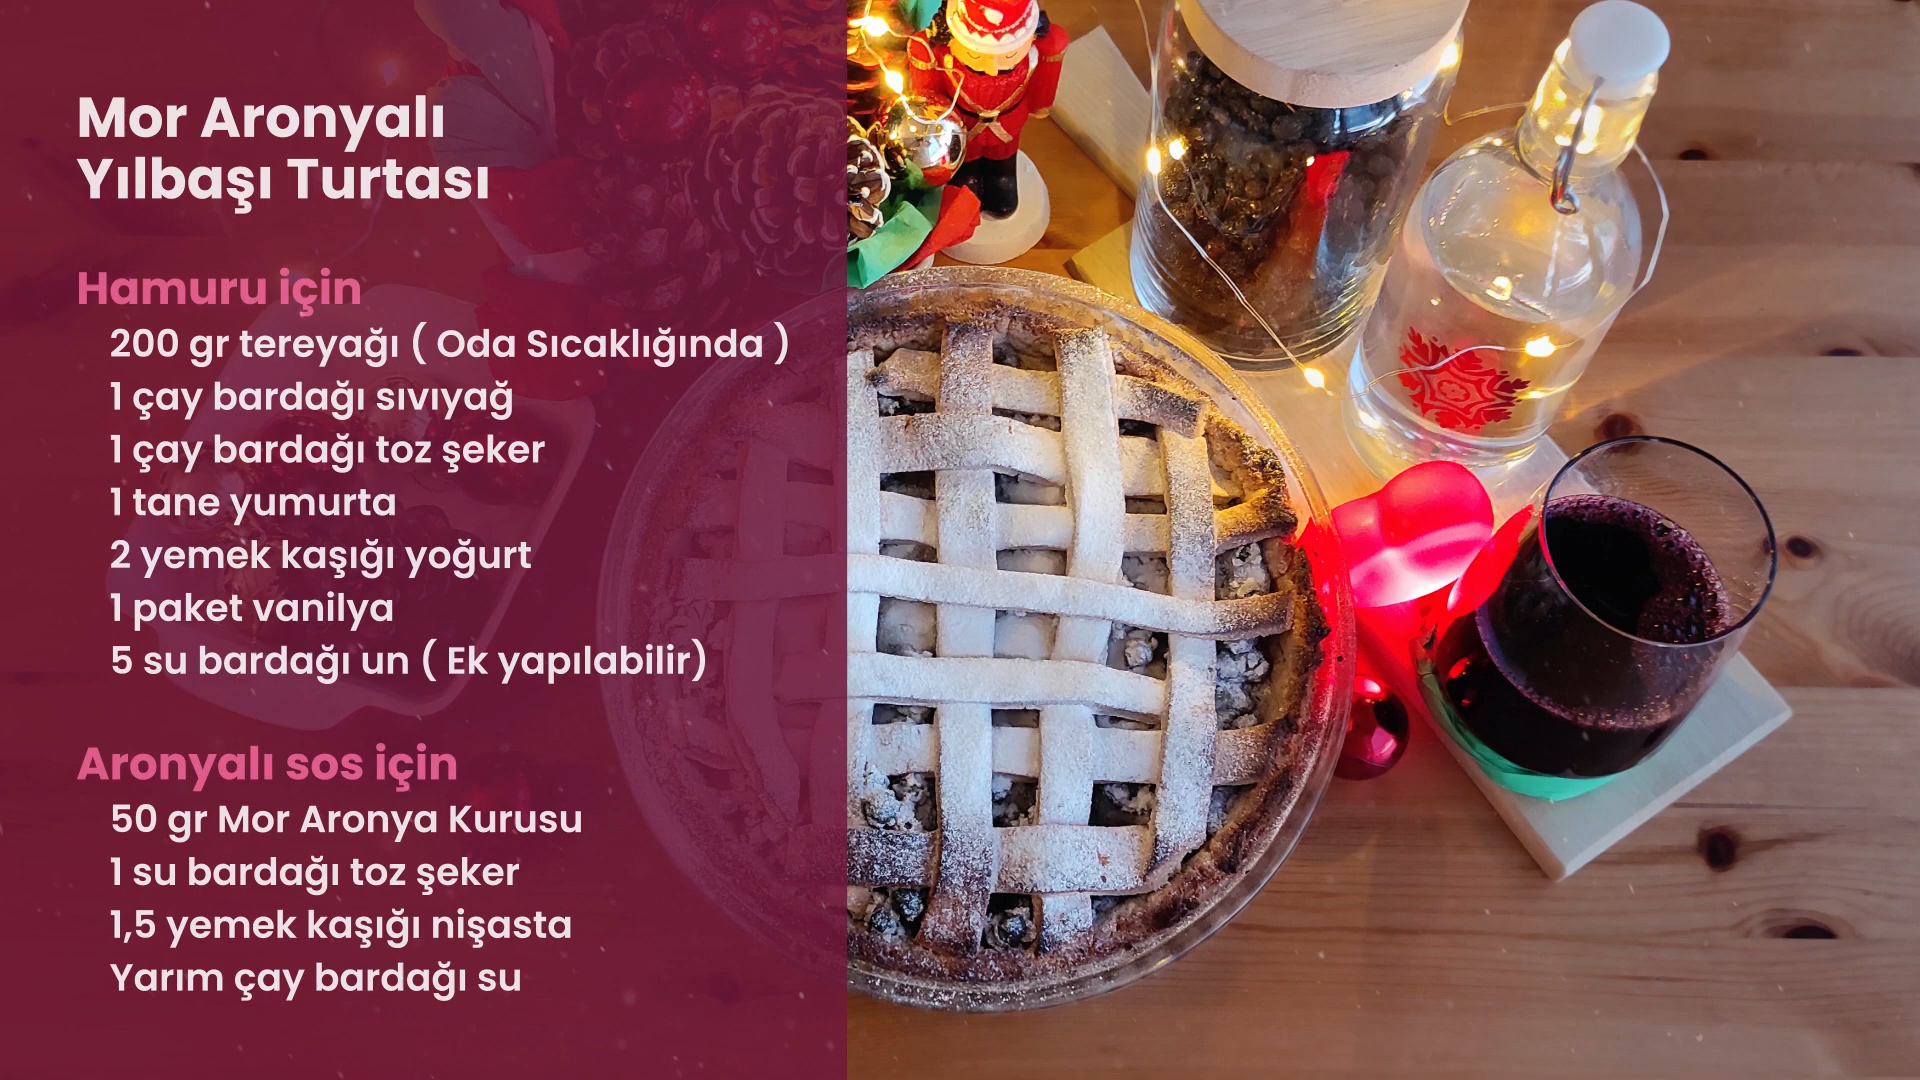 Mor Aronyalı
Yılbaşı Turtası
Hamuru için
200 gr tereyağı ( Oda Sıcaklığında )
1 çay bardağı sıvıyağ
1 çay bardağı toz şeker
1 tane yumurta
2 yemek kaşığı yoğurt
1 paket vanilya
5 su bardağı un ( Ek yapılabilir)
Aronyalı sos için
50 gr Mor Aronya Kurusu
1 su bardağı toz şeker
1,5 yemek kaşığı nişasta
Yarım çay bardağı su